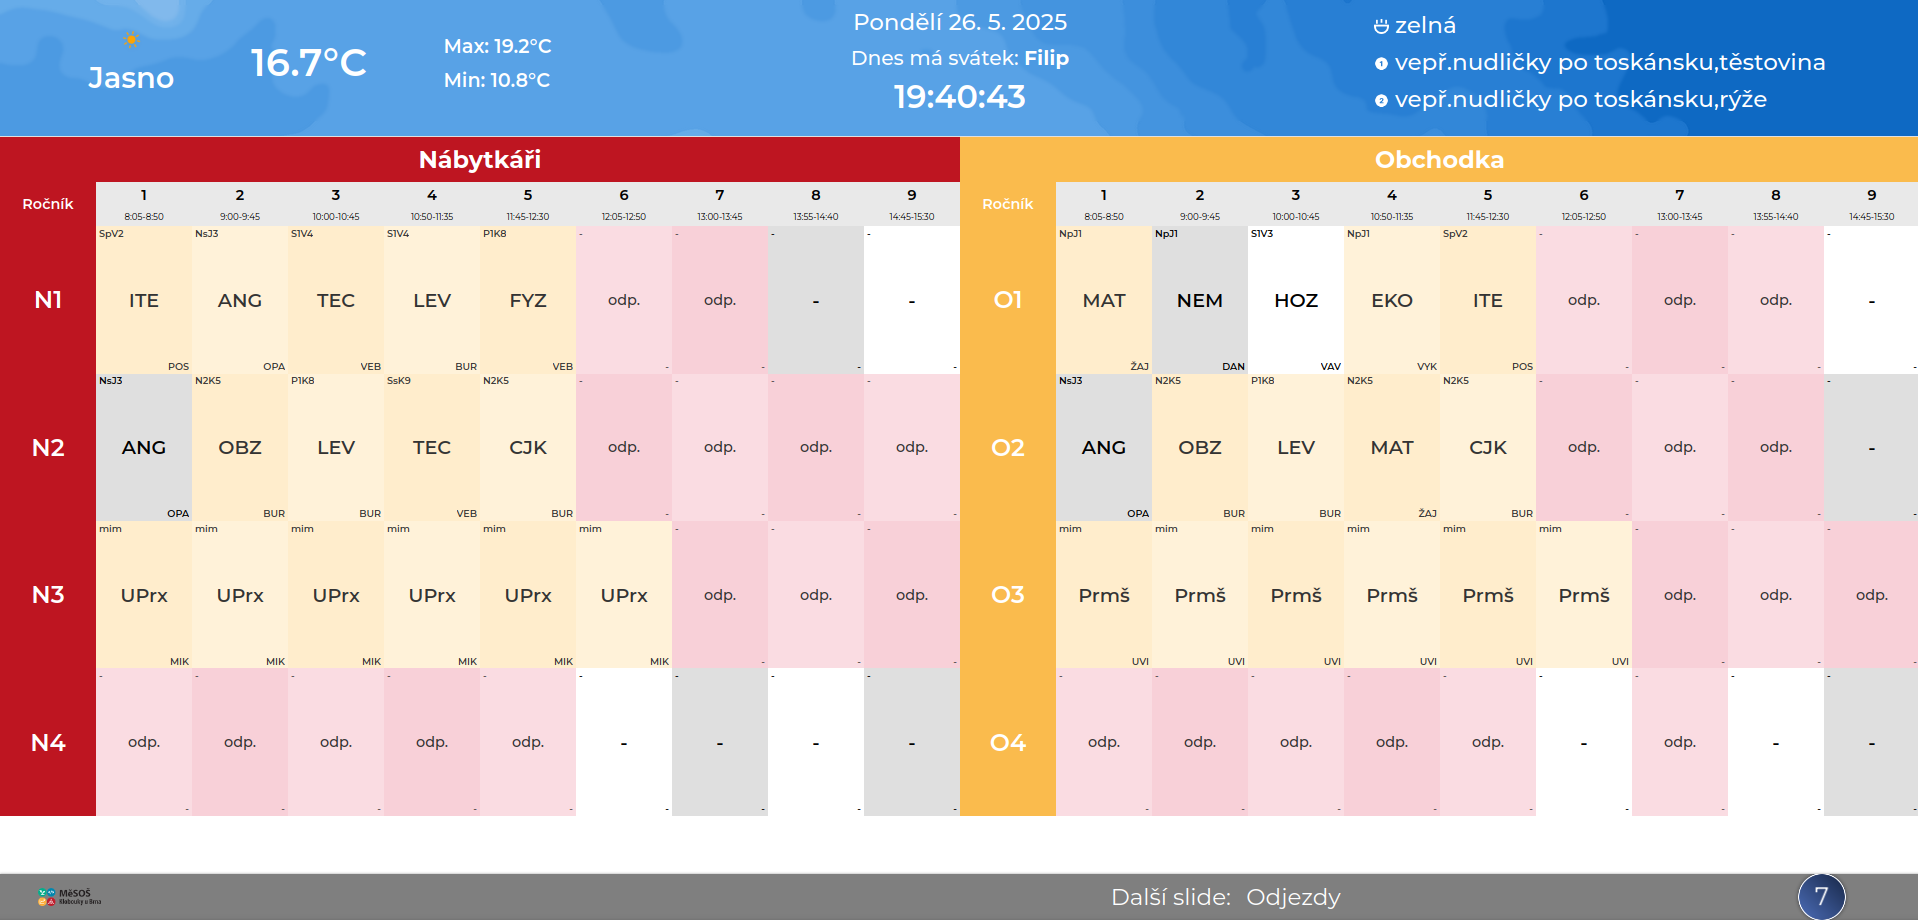 Jasno
16.7°C
Max: 19.2°C
Min: 10.8°C
Pondělí 26. 5. 2025
Dnes má svátek: Filip
19:40:43
zelná
1 vepř.nudličky po toskánsku,těstovina
2 vepř.nudličky po toskánsku,rýže
Nábytkáři
Ročník 1 2 3 4 5 6 7 8 9
8:05-8:50 9:00-9:45 10:00-10:45 10:50-11:35 11:45-12:30 12:05-12:50 13:00-13:45 13:55-14:40 14:45-15:30
SpV2 NsJ3 S1V4 S1V4 P1K8 - - - -
N1 ITE ANG TEC LEV FYZ odp. odp. - -
POS OPA VEB BUR VEB - - - -
NsJ3 N2K5 P1K8 SsK9 N2K5 - - - -
N2 ANG OBZ LEV TEC CJK odp. odp. odp. odp.
OPA BUR BUR VEB BUR - - - -
mim mim mim mim mim mim - - -
N3 UPrx UPrx UPrx UPrx UPrx UPrx odp. odp. odp.
MIK MIK MIK MIK MIK MIK - - -
- - - - - - - - -
N4 odp. odp. odp. odp. odp. - - - -
- - - - - - - - -
Obchodka
Ročník 1 2 3 4 5 6 7 8 9
8:05-8:50 9:00-9:45 10:00-10:45 10:50-11:35 11:45-12:30 12:05-12:50 13:00-13:45 13:55-14:40 14:45-15:30
NpJ1 NpJ1 S1V3 NpJ1 SpV2 - - - -
O1 MAT NEM HOZ EKO ITE odp. odp. odp. -
ŽAJ DAN VAV VYK POS - - - -
NsJ3 N2K5 P1K8 N2K5 N2K5 - - - -
O2 ANG OBZ LEV MAT CJK odp. odp. odp. -
OPA BUR BUR ŽAJ BUR - - - -
mim mim mim mim mim mim - - -
O3 Prmš Prmš Prmš Prmš Prmš Prmš odp. odp. odp.
UVI UVI UVI UVI UVI UVI - - -
- - - - - - - - -
O4 odp. odp. odp. odp. odp. - odp. - -
- - - - - - - - -
MěSOŠ
Klobouky u Brna
Další slide: Odjezdy
7